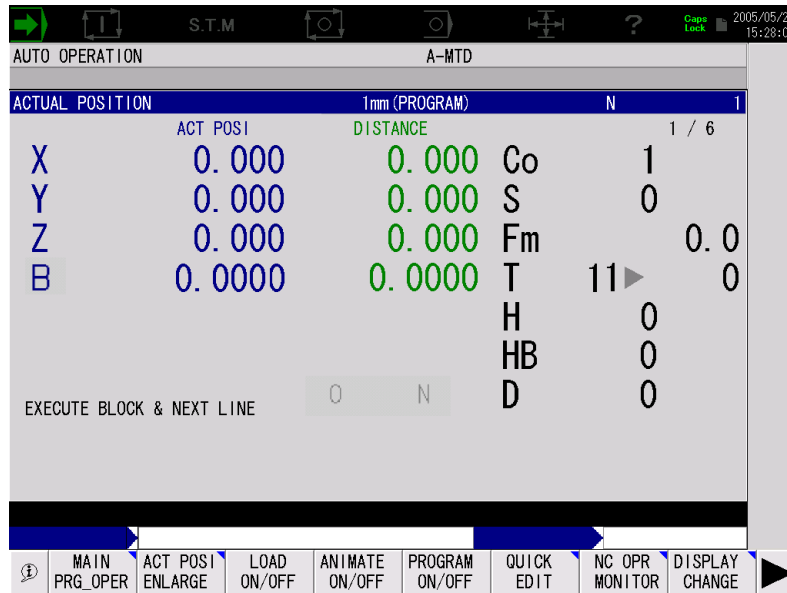 S.T.M ? Caps Lock 2005/05/2
15:28:0
AUTO OPERATION A-MTD
ACTUAL POSITION 1mm(PROGRAM) N 1
ACT POSI DISTANCE 1 / 6
X 0.000 0.000 Co 1
Y 0.000 0.000 S 0
Z 0.000 0.000 Fm 0.0
B 0.0000 0.0000 T 11 0
H 0
HB 0
EXECUTE BLOCK & NEXT LINE O N D 0
MAIN PRG_OPER
ACT POSI ENLARGE
LOAD ON/OFF
ANIMATE ON/OFF
PROGRAM ON/OFF
QUICK EDIT
NC OPR MONITOR
DISPLAY CHANGE